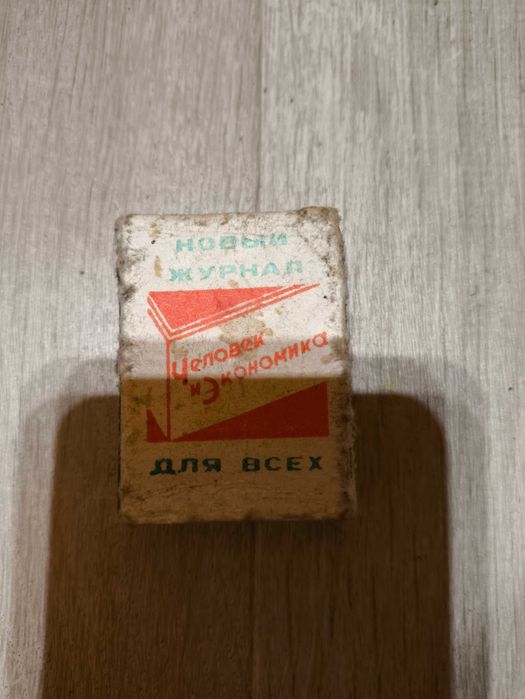 НОВЫЙ
ЖУРНАЛ
Человек
и Экономика
ДЛЯ ВСЕХ